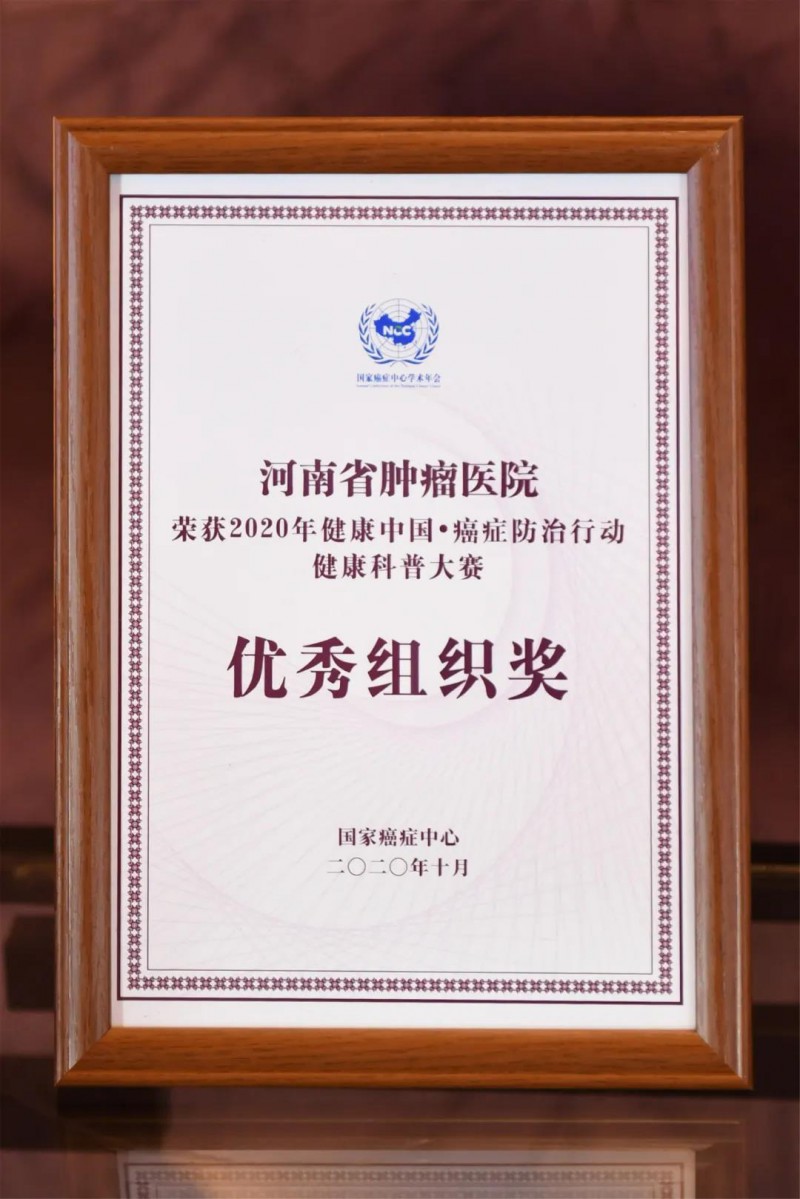 NCC
国家癌症中心学术年会
河南省肿瘤医院
荣获2020年健康中国•癌症防治行动
健康科普大赛
优秀组织奖
国家癌症中心
二〇二〇年十月